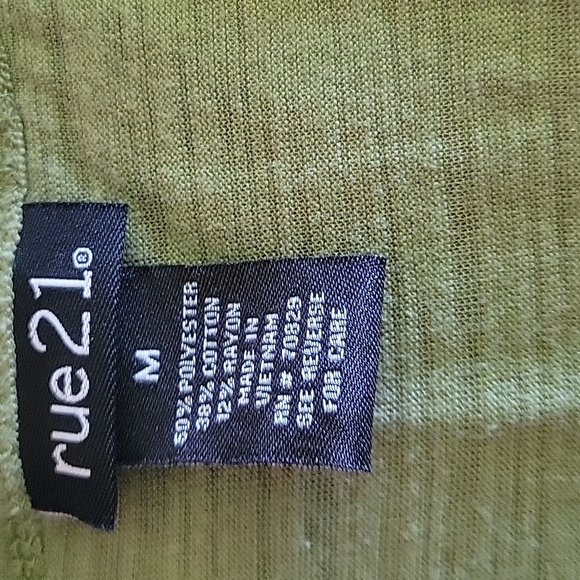 rue21®
M
50% POLYESTER
38% COTTON
12% RAYON
MADE IN
VIETNAM
RN# 70829
SEE REVERSE
FOR CARE